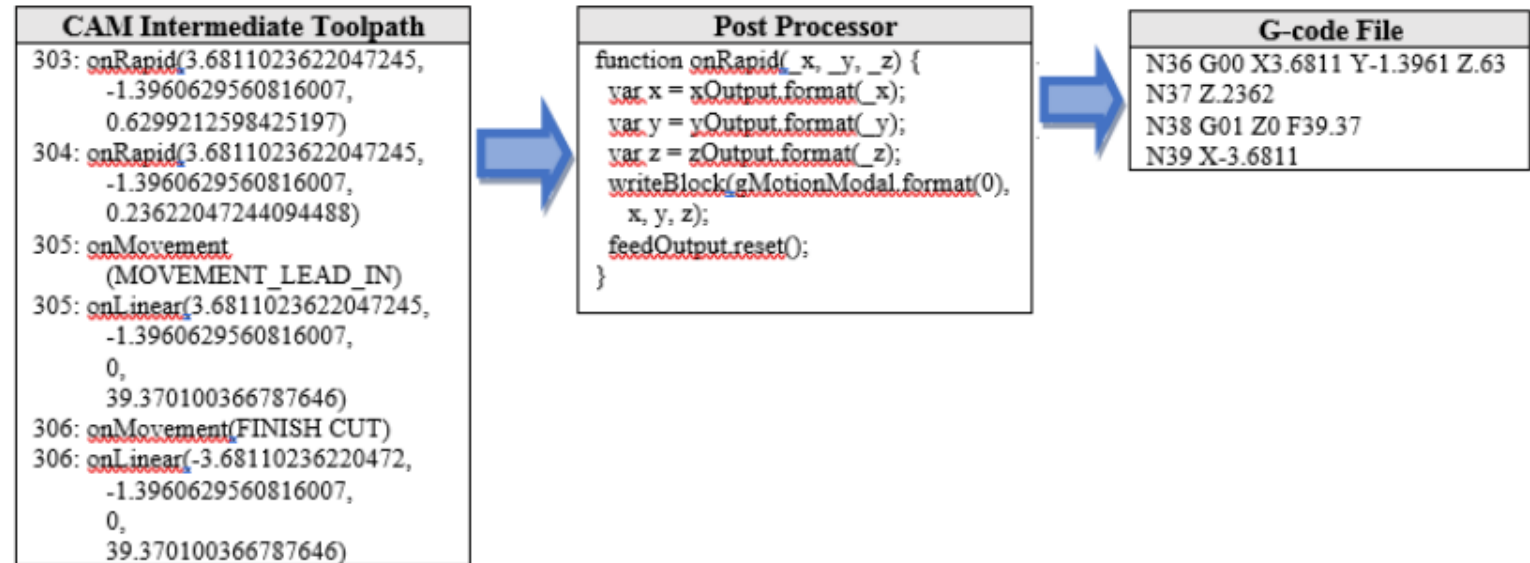 CAM Intermediate Toolpath
303: onRapid(3.6811023622047245,
-1.3960629560816007,
0.6299212598425197)
304: onRapid(3.6811023622047245,
-1.3960629560816007,
0.23622047244094488)
305: onMovement
(MOVEMENT_LEAD_IN)
305: onLinear(3.6811023622047245,
-1.3960629560816007,
0,
39.370100366787646)
306: onMovement(FINISH CUT)
306: onLinear(-3.68110236220472,
-1.3960629560816007,
0,
39.370100366787646)
Post Processor
function onRapid(_x, _y, _z) {
var x = xOutput.format(_x);
var y = yOutput.format(_y);
var z = zOutput.format(_z);
writeBlock(gMotionModal.format(0),
x, y, z);
feedOutput.reset();
}
G-code File
N36 G00 X3.6811 Y-1.3961 Z.63
N37 Z.2362
N38 G01 Z0 F39.37
N39 X-3.6811